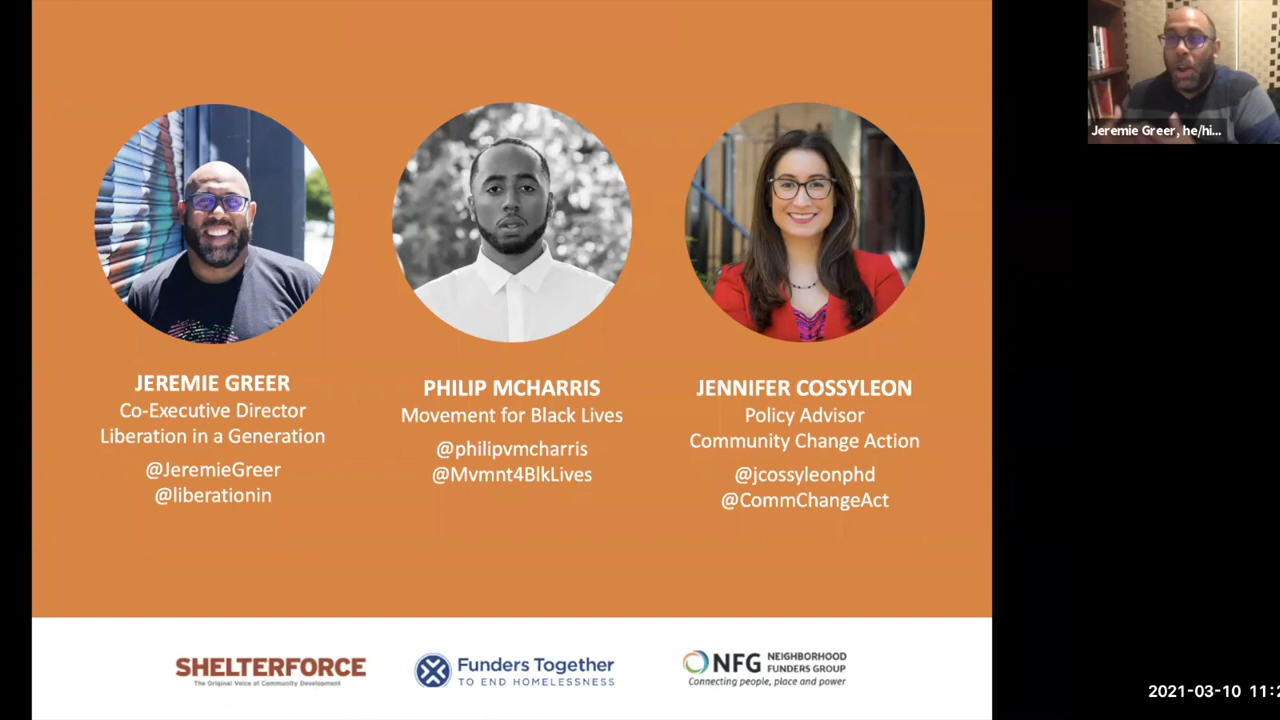 Jeremie Greer, he/hi...
JEREMIE GREER
Co-Executive Director
Liberation in a Generation
@JeremieGreer
@liberationin
PHILIP MCHARRIS
Movement for Black Lives
@philipvmcharris
@Mvmnt4BlkLives
JENNIFER COSSYLEON
Policy Advisor
Community Change Action
@jcossyleonphd
@CommChangeAct
SHELTERFORCE
The Original Voice of Community Development
Funders Together
TO END HOMELESSNESS
NFG NEIGHBORHOOD
FUNDERS GROUP
Connecting people, place and power
2021-03-10 11:2